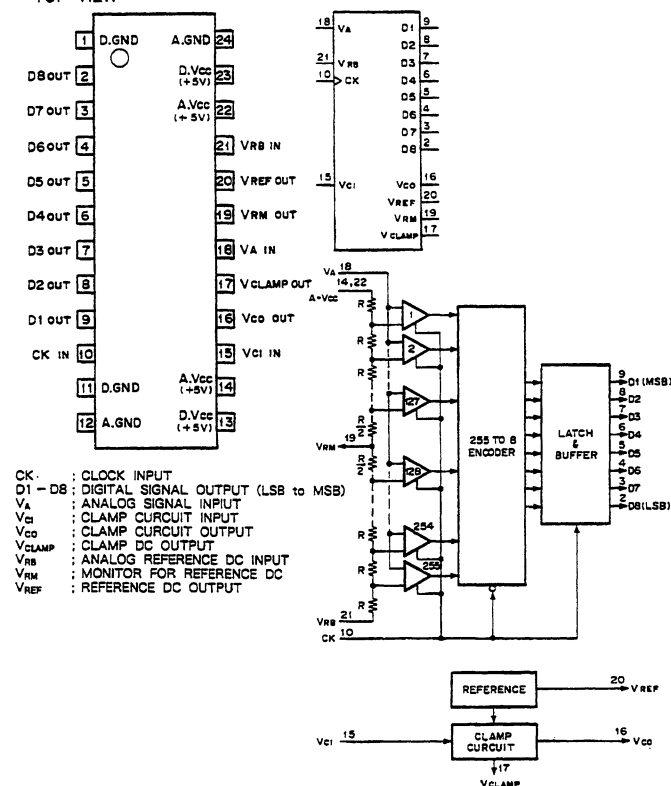 TOP VIEW
1 D.GND A.GND 24
D8 OUT 2 D.Vcc (+5V) 23
D7 OUT 3 A.Vcc (+5V) 22
D6 OUT 4 21 VRB IN
D5 OUT 5 20 VREF OUT
D4 OUT 6 19 VRM OUT
D3 OUT 7 18 VA IN
D2 OUT 8 17 V CLAMP OUT
D1 OUT 9 16 Vco OUT
CK IN 10 15 VCI IN
11 D.GND A.Vcc (+5V) 14
12 A.GND D.Vcc (+5V) 13
18 VA D1 9
D2 8
21 VRB D3 7
10 CK D4 6
D5 5
D6 4
D7 3
D8 2
15 VCI Vco 16
VREF 20
VRM 19
V CLAMP 17
CK. ; CLOCK INPUT
D1 - D8 ; DIGITAL SIGNAL OUTPUT (LSB to MSB)
VA ; ANALOG SIGNAL INPUT
VCI ; CLAMP CURCUIT INPUT
VCO ; CLAMP CURCUIT OUTPUT
VCLAMP ; CLAMP DC OUTPUT
VRB ; ANALOG REFERENCE DC INPUT
VRM ; MONITOR FOR REFERENCE DC
VREF ; REFERENCE DC OUTPUT
VA 18
A-Vcc 14,22
R
1
R
2
R
127
R/2
VRM 19
R/2
128
R
254
R
255
R
VRB 21
CK 10
255 TO 8
ENCODER
C
LATCH
&
BUFFER
9 D1 (MSB)
8 D2
7 D3
6 D4
5 D5
4 D6
3 D7
2 D8 (LSB)
REFERENCE 20 VREF
VCI 15 CLAMP CURCUIT 16 Vco
17
VCLAMP